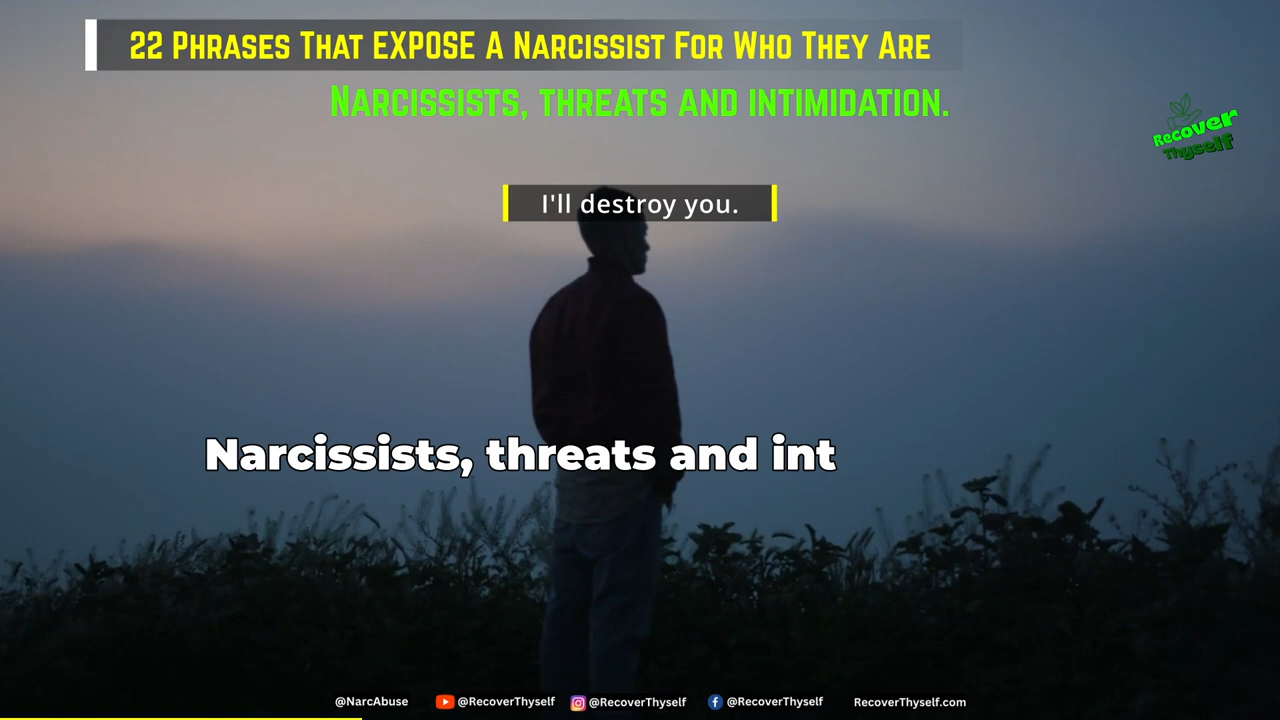 22 Phrases That EXPOSE A Narcissist For Who They Are
Narcissists, threats and intimidation.
Recover
Thyself
I'll destroy you.
Narcissists, threats and int
@NarcAbuse @RecoverThyself @RecoverThyself @RecoverThyself RecoverThyself.com